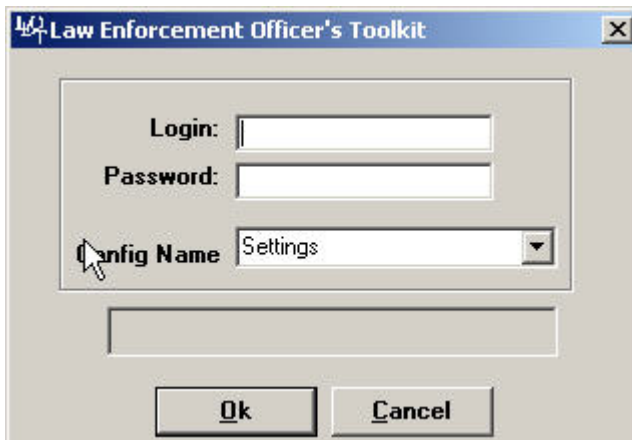 Law Enforcement Officer's Toolkit
Login:
Password:
Config Name Settings
Ok Cancel